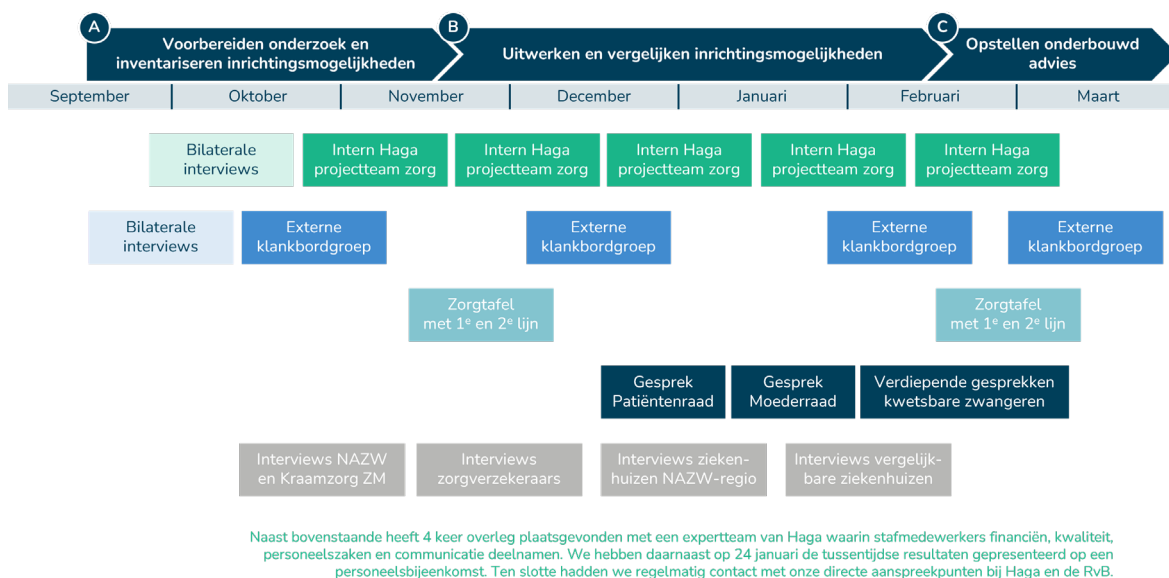 A
Voorbereiden onderzoek en
inventariseren inrichtingsmogelijkheden
B
Uitwerken en vergelijken inrichtingsmogelijkheden
C
Opstellen onderbouwd
advies
September
Oktober
November
December
Januari
Februari
Maart
Bilaterale
interviews
Intern Haga
projectteam zorg
Intern Haga
projectteam zorg
Intern Haga
projectteam zorg
Intern Haga
projectteam zorg
Intern Haga
projectteam zorg
Bilaterale
interviews
Externe
klankbordgroep
Externe
klankbordgroep
Externe
klankbordgroep
Externe
klankbordgroep
Zorgtafel
met 1ᵉ en 2ᵉ lijn
Zorgtafel
met 1ᵉ en 2ᵉ lijn
Gesprek
Patiëntenraad
Gesprek
Moederraad
Verdiepende gesprekken
kwetsbare zwangeren
Interviews NAZW
en Kraamzorg ZM
Interviews
zorgverzekeraars
Interviews zieken-
huizen NAZW-regio
Interviews vergelijk-
bare ziekenhuizen
Naast bovenstaande heeft 4 keer overleg plaatsgevonden met een expertteam van Haga waarin stafmedewerkers financiën, kwaliteit,
personeelszaken en communicatie deelnamen. We hebben daarnaast op 24 januari de tussentijdse resultaten gepresenteerd op een
personeelsbijeenkomst. Ten slotte hadden we regelmatig contact met onze directe aanspreekpunten bij Haga en de RvB.